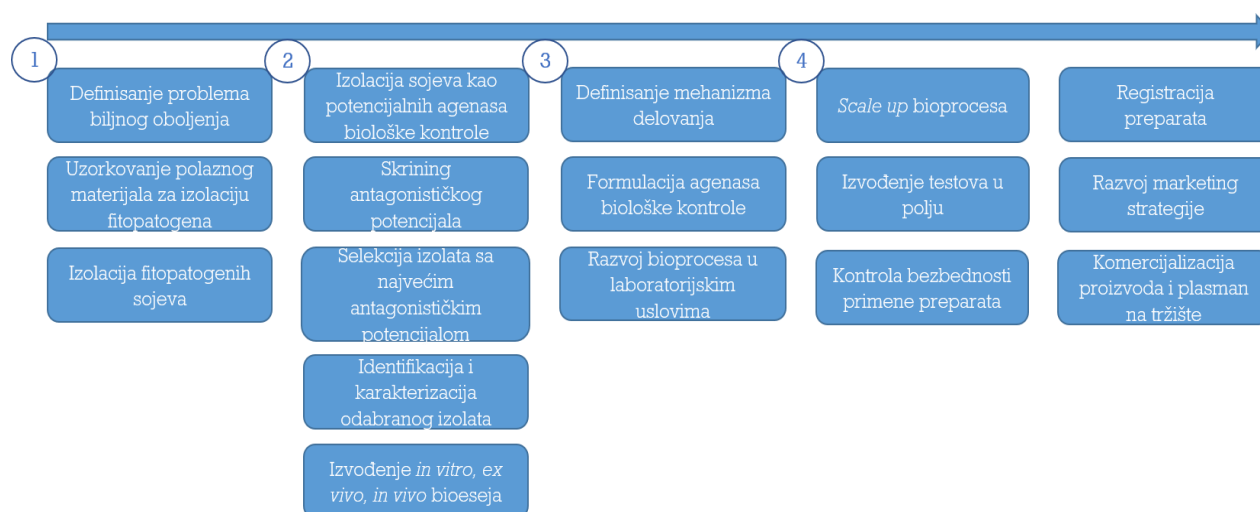 1
Definisanje problema
biljnog oboljenja
Uzorkovanje polaznog
materijala za izolaciju
fitopatogena
Izolacija fitopatogenih
sojeva
2
Izolacija sojeva kao
potencijalnih agenasa
biološke kontrole
Skrining
antagonističkog
potencijala
Selekcija izolata sa
najvećim
antagonističkim
potencijalom
Identifikacija i
karakterizacija
odabranog izolata
Izvođenje in vitro, ex
vivo, in vivo bioeseja
3
Definisanje mehanizma
delovanja
Formulacija agenasa
biološke kontrole
Razvoj bioprocesa u
laboratorijskim
uslovima
4
Scale up bioprocesa
Izvođenje testova u
polju
Kontrola bezbednosti
primene preparata
Registracija
preparata
Razvoj marketing
strategije
Komercijalizacija
proizvoda i plasman
na tržište